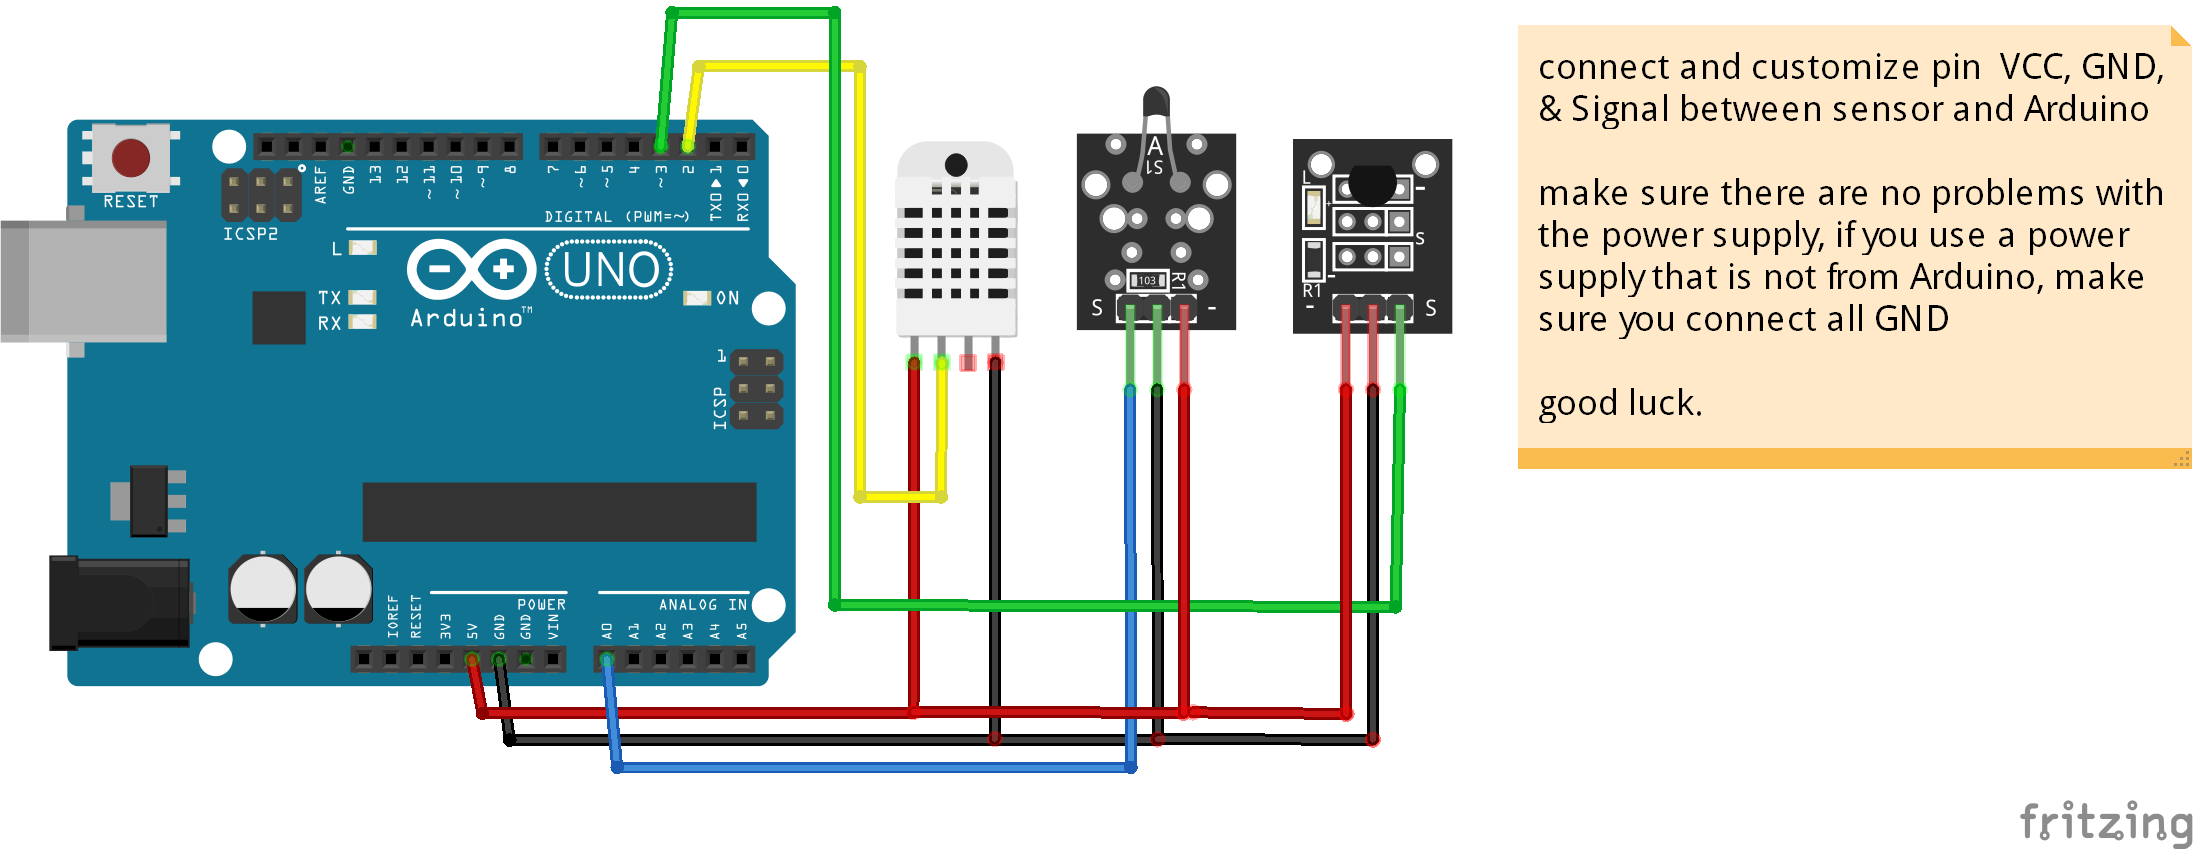 connect and customize pin  VCC, GND,
& Signal between sensor and Arduino
make sure there are no problems with
the power supply, if you use a power
supply that is not from Arduino, make
sure you connect all GND
good luck.
RESET
ICSP2
AREF
GND
13
12
~11
~10
~9
8
7
~6
~5
4
~3
2
TX0▶1
RX0◀0
DIGITAL (PWM=~)
L
TX
RX
UNO
ON
Arduino™
1
ICSP
IOREF
RESET
3V3
5V
GND
GND
VIN
POWER
ANALOG IN
A0
A1
A2
A3
A4
A5
A
S1
103
R1
S -
L
+
-
S
-
R1
- S
fritzing